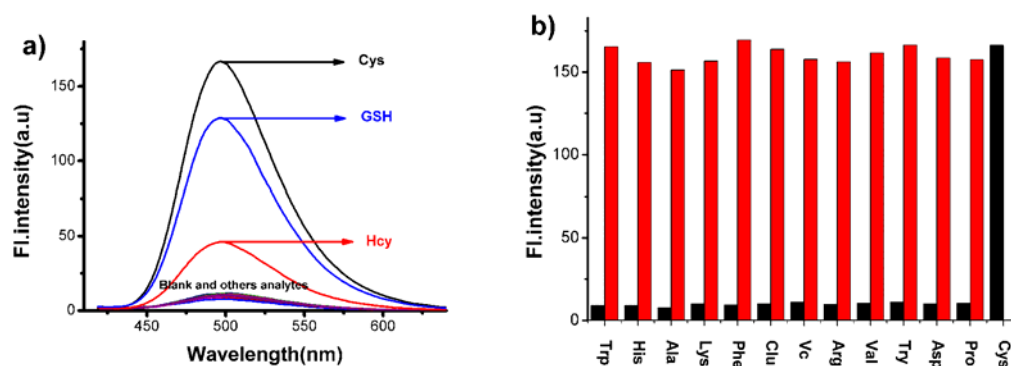 a)
Fl.intensity(a.u)
150
100
50
0
Cys
GSH
Hcy
Blank and others analytes
450 500 550 600
Wavelength(nm)
b)
Fl.intensity(a.u)
150
100
50
0
Trp
His
Ala
Lys
Phe
Clu
Vc
Arg
Val
Try
Asp
Pro
Cys